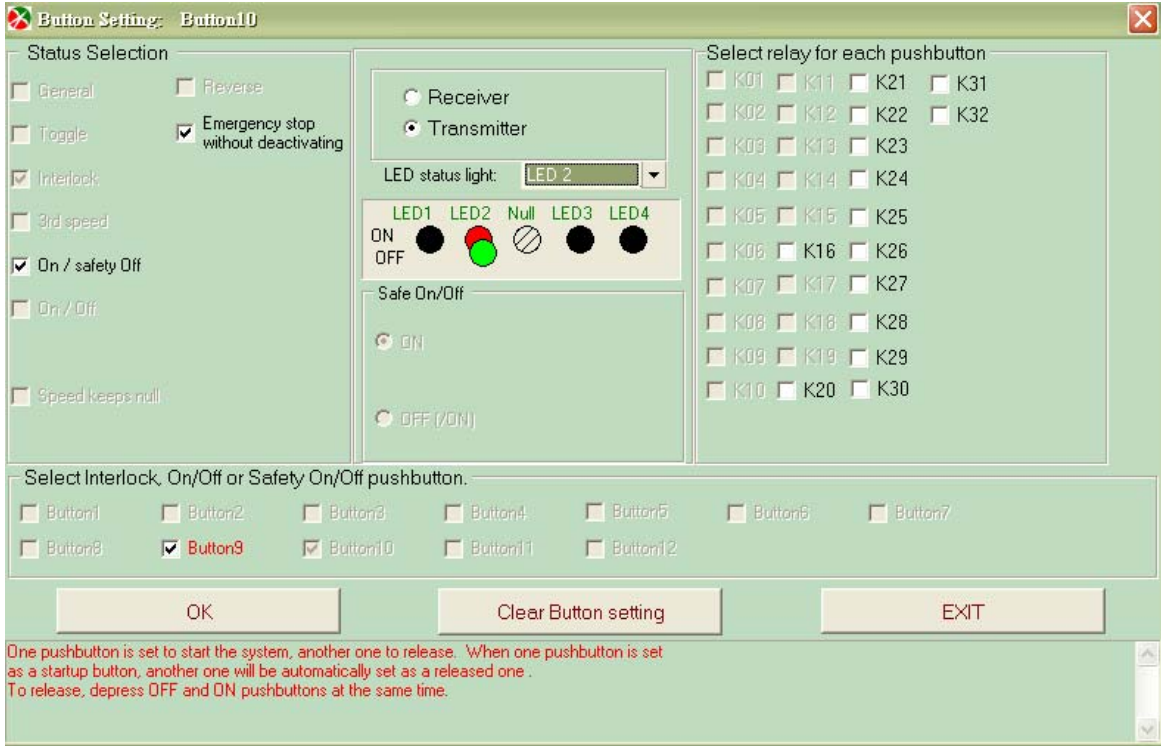 Button Setting: Button10
Status Selection
General
Reverse
Toggle
Emergency stop
without deactivating
Interlock
3rd speed
On / safety Off
On / Off
Speed keeps null
Receiver
Transmitter
LED status light: LED 2
LED1 LED2 Null LED3 LED4
ON
OFF
Safe On/Off
ON
OFF (/ON)
Select relay for each pushbutton
K01 K11 K21 K31
K02 K12 K22 K32
K03 K13 K23
K04 K14 K24
K05 K15 K25
K06 K16 K26
K07 K17 K27
K08 K18 K28
K09 K19 K29
K10 K20 K30
Select Interlock, On/Off or Safety On/Off pushbutton.
Button1 Button2 Button3 Button4 Button5 Button6 Button7
Button8 Button9 Button10 Button11 Button12
OK Clear Button setting EXIT
One pushbutton is set to start the system, another one to release. When one pushbutton is set
as a startup button, another one will be automatically set as a released one .
To release, depress OFF and ON pushbuttons at the same time.